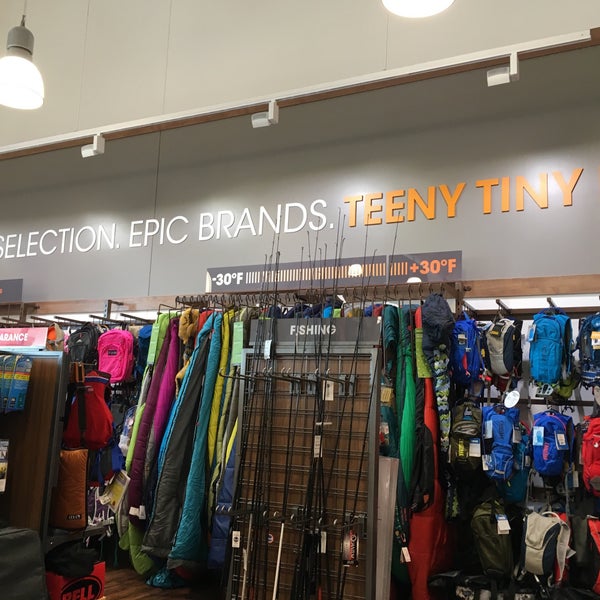 SELECTION. EPIC BRANDS. TEENY TINY
-30°F +30°F
FISHING
ARANCE
BELL